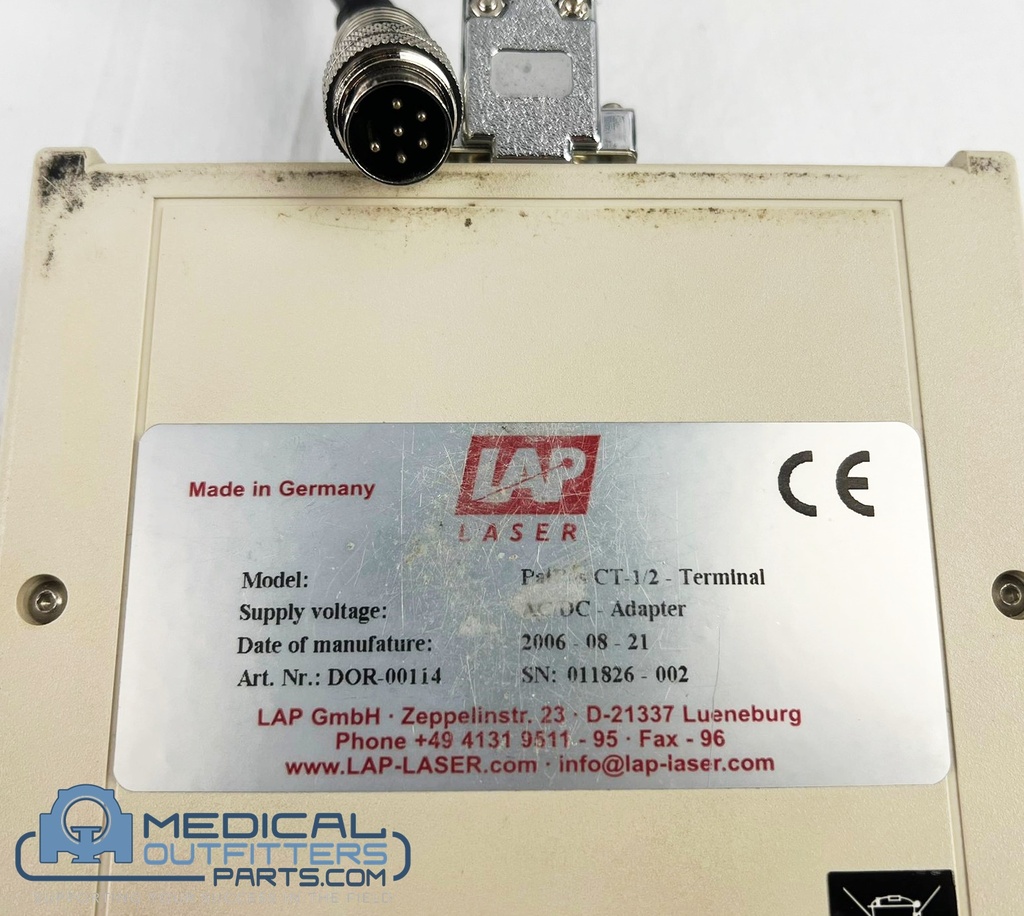 LAP
LASER
Made in Germany
CE
Model: CT-1/2 - Terminal
Supply voltage: AC/DC - Adapter
Date of manufature: 2006 - 08 - 21
Art. Nr.: DOR-00114 SN: 011826 - 002
LAP GmbH · Zeppelinstr. 23 · D-21337 Lueneburg
Phone +49 4131 9511 - 95 · Fax - 96
www.LAP-LASER.com · info@lap-laser.com
MEDICAL
OUTFITTERS
PARTS.COM